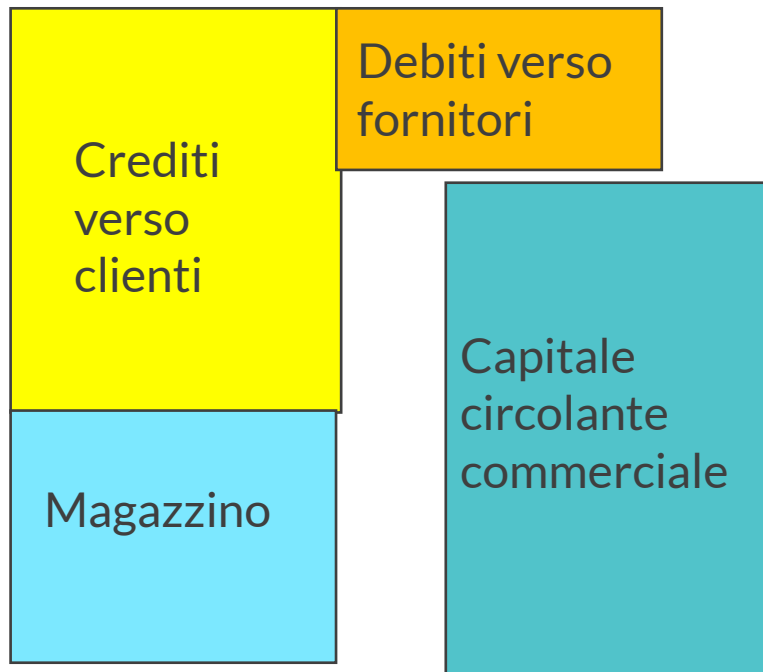 Crediti
verso
clienti
Magazzino
Debiti verso
fornitori
Capitale
circolante
commerciale